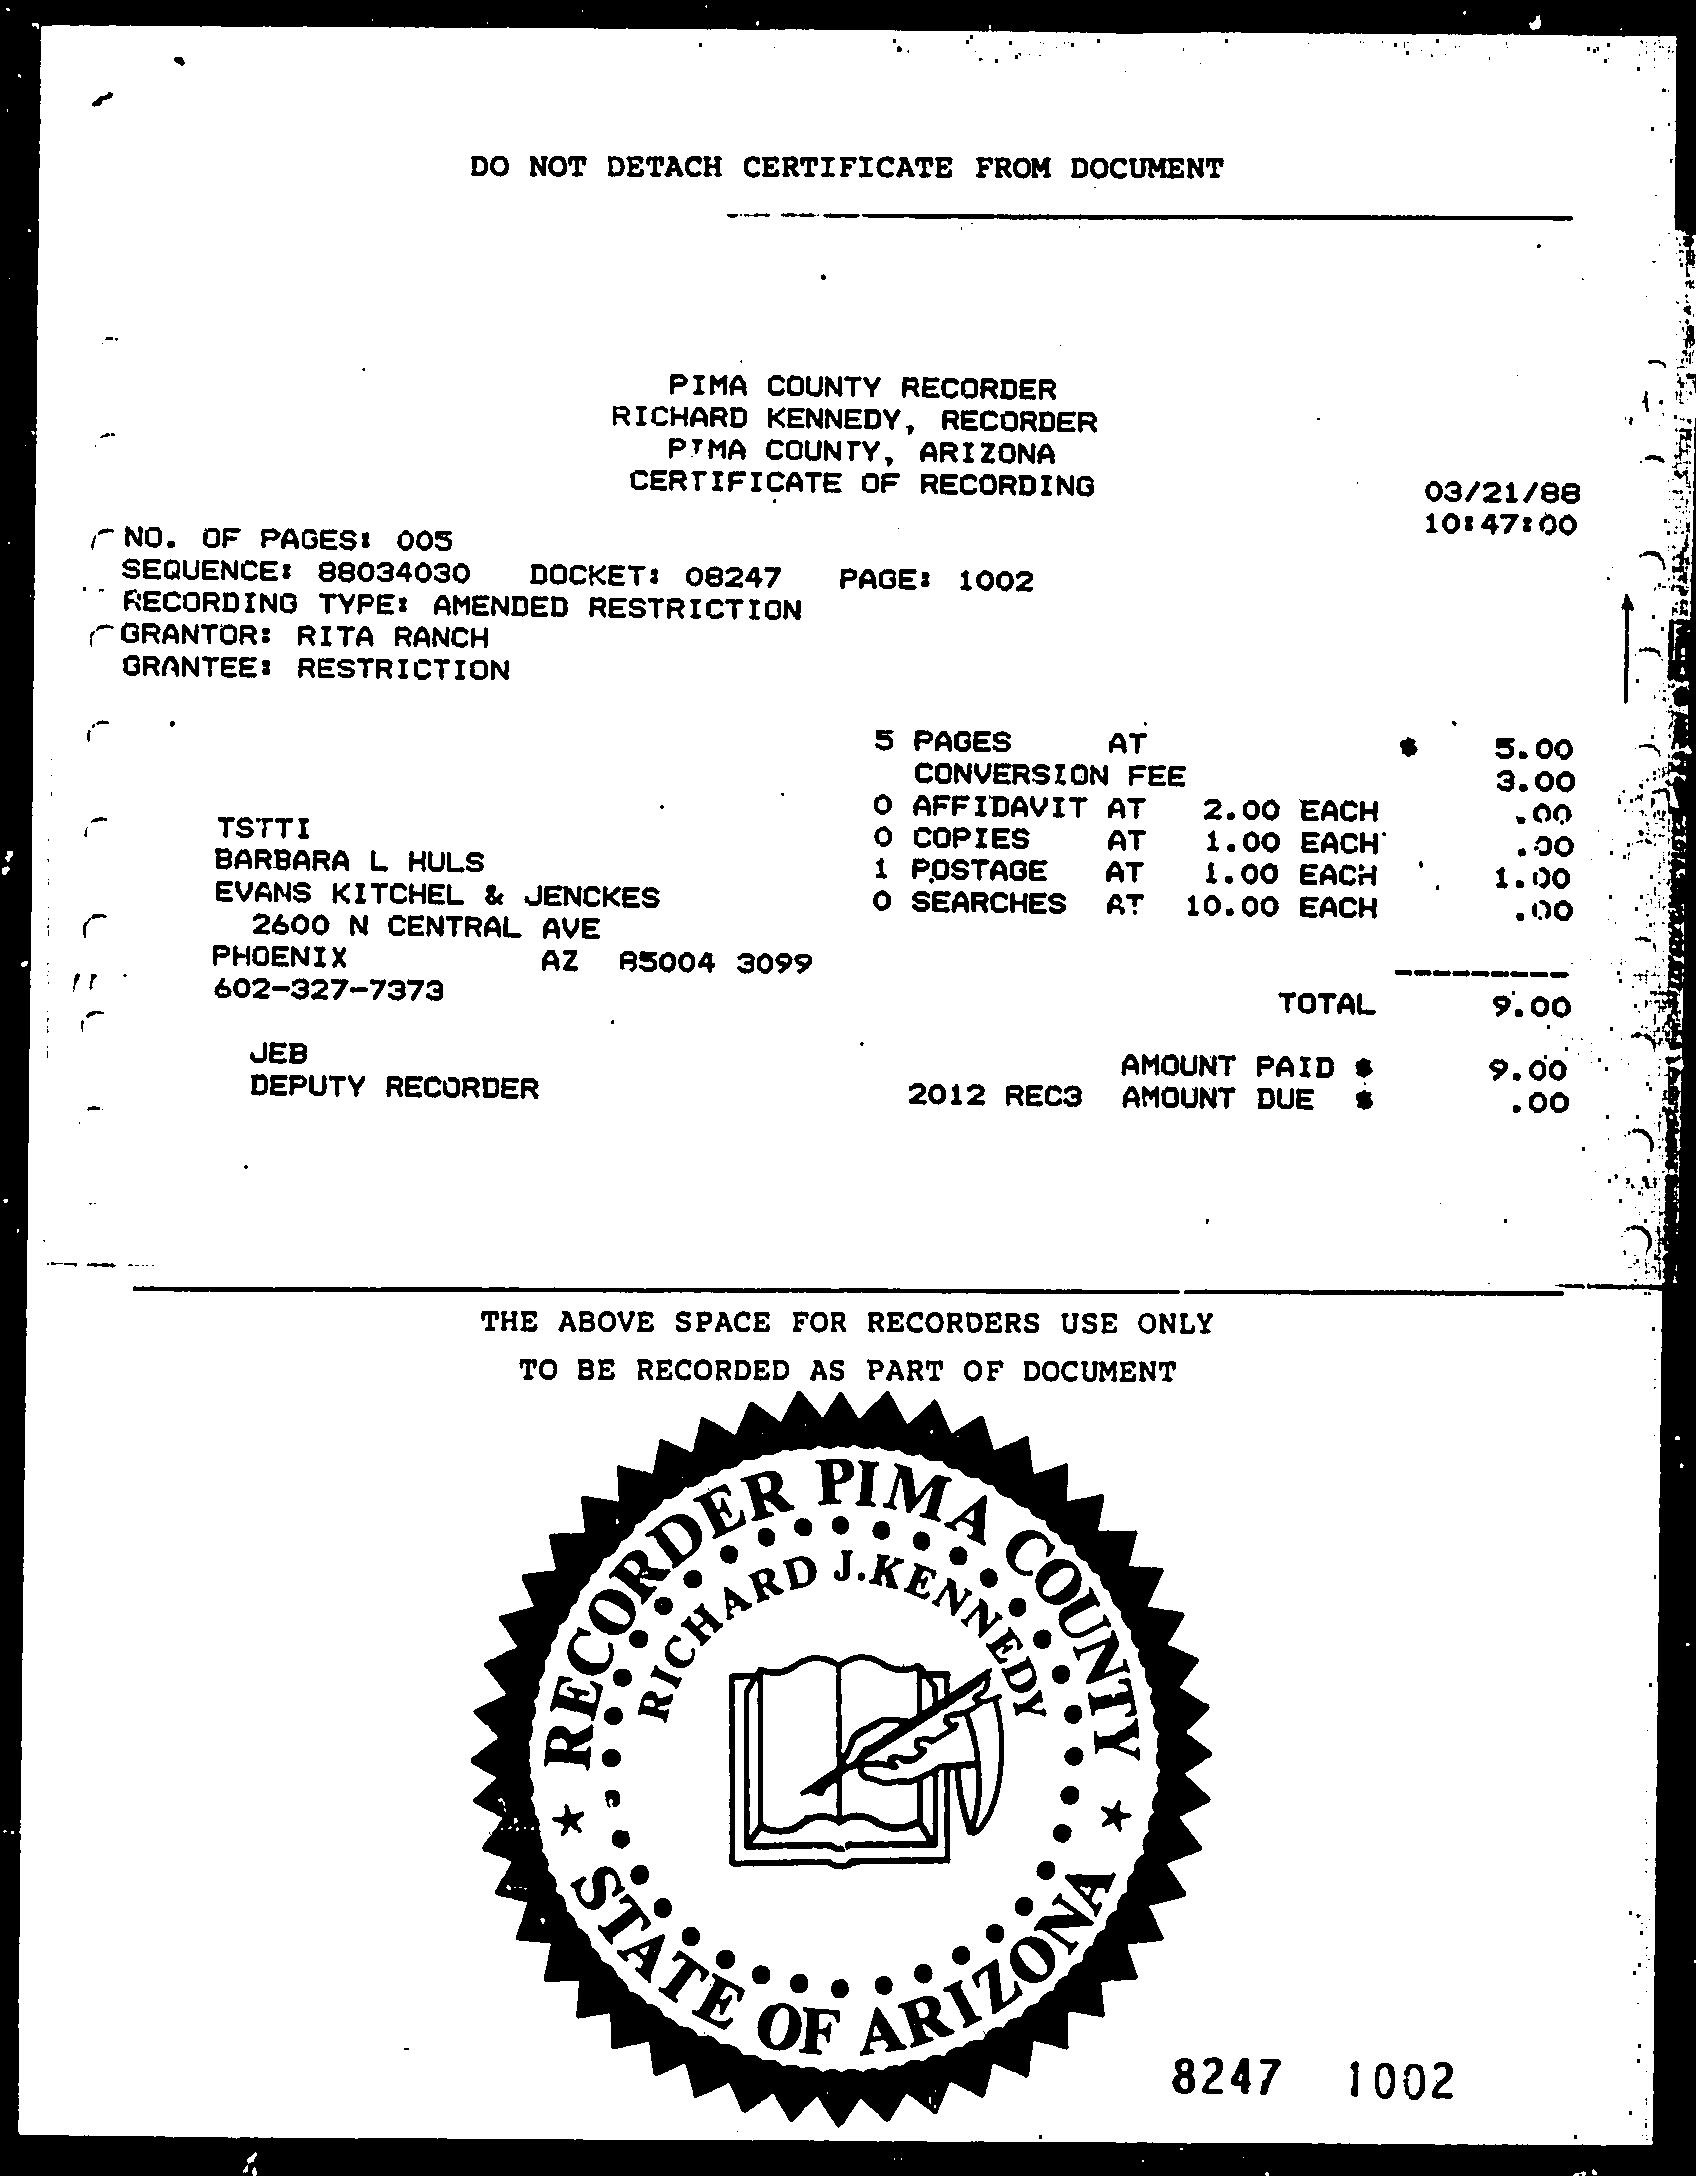 DO NOT DETACH CERTIFICATE FROM DOCUMENT
PIMA COUNTY RECORDER
RICHARD KENNEDY, RECORDER
PIMA COUNTY, ARIZONA
CERTIFICATE OF RECORDING
03/21/88
10:47:00
NO. OF PAGES: 005
SEQUENCE: 88034030 DOCKET: 08247 PAGE: 1002
RECORDING TYPE: AMENDED RESTRICTION
GRANTOR: RITA RANCH
GRANTEE: RESTRICTION
5 PAGES AT $ 5.00
CONVERSION FEE 3.00
0 AFFIDAVIT AT 2.00 EACH .00
0 COPIES AT 1.00 EACH .00
1 POSTAGE AT 1.00 EACH 1.00
0 SEARCHES AT 10.00 EACH .00
TSTTI
BARBARA L HULS
EVANS KITCHEL & JENCKES
2600 N CENTRAL AVE
PHOENIX AZ 85004 3099
602-327-7373
TOTAL 9.00
JEB
DEPUTY RECORDER
AMOUNT PAID $ 9.00
2012 REC3 AMOUNT DUE $ .00
THE ABOVE SPACE FOR RECORDERS USE ONLY
TO BE RECORDED AS PART OF DOCUMENT
RECORDER PIMA COUNTY
RICHARD J. KENNEDY
STATE OF ARIZONA
8247 1002